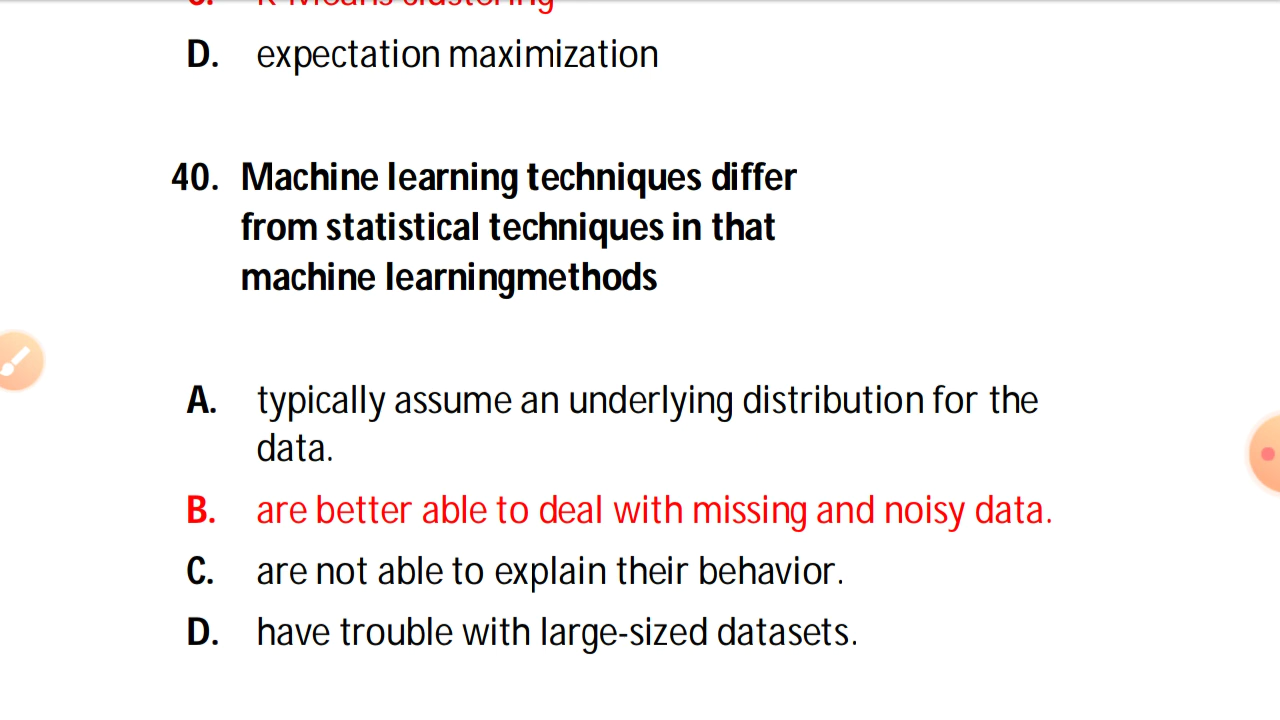 D. expectation maximization
40. Machine learning techniques differ
from statistical techniques in that
machine learningmethods
A. typically assume an underlying distribution for the
data.
B. are better able to deal with missing and noisy data.
C. are not able to explain their behavior.
D. have trouble with large-sized datasets.